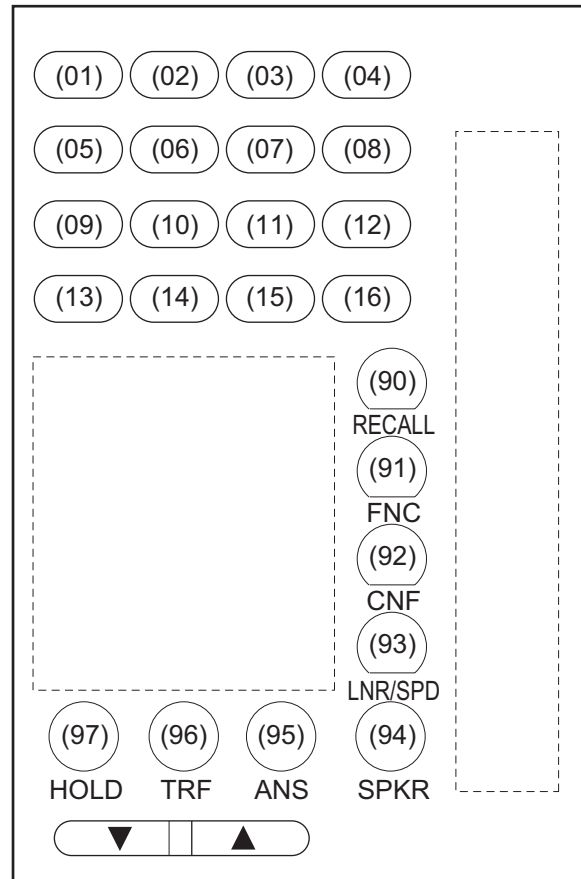 (01) (02) (03) (04)
(05) (06) (07) (08)
(09) (10) (11) (12)
(13) (14) (15) (16)
(90)
RECALL
(91)
FNC
(92)
CNF
(93)
LNR/SPD
(97) (96) (95) (94)
HOLD TRF ANS SPKR